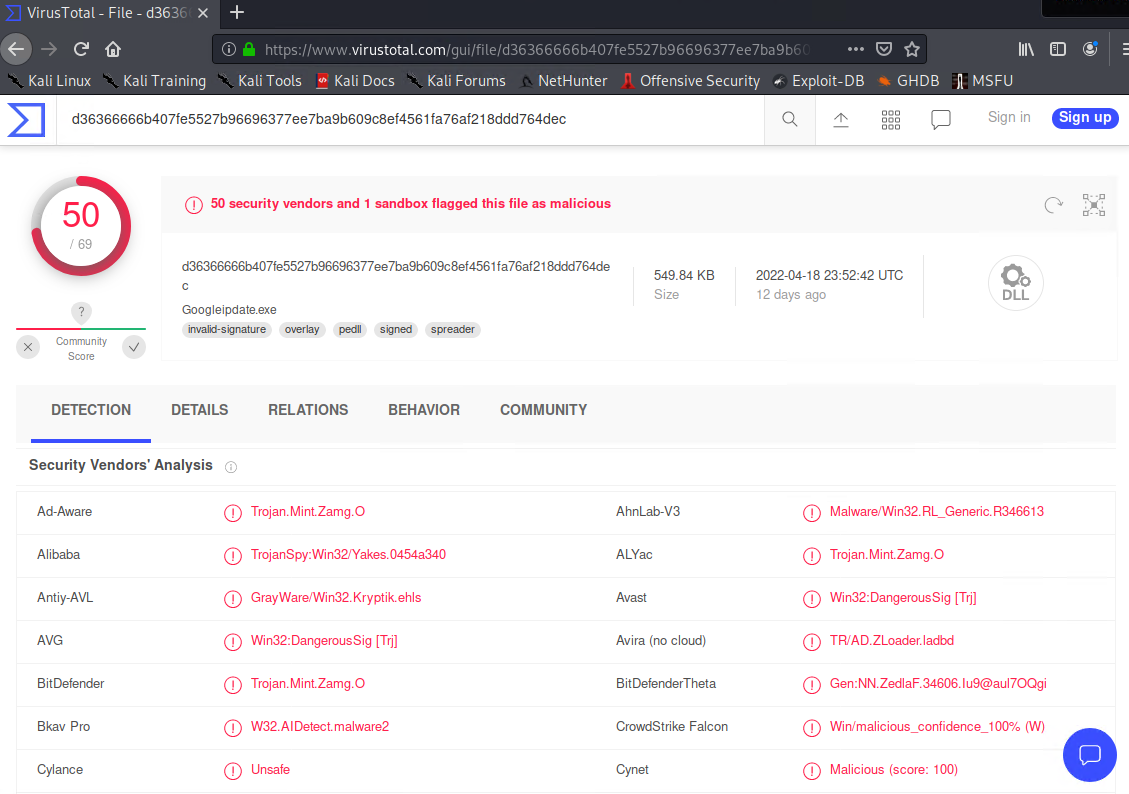 VirusTotal - File - d3636
https://www.virustotal.com/gui/file/d36366666b407fe5527b96696377ee7ba9b60
Kali Linux Kali Training Kali Tools Kali Docs Kali Forums NetHunter Offensive Security Exploit-DB GHDB MSFU
d36366666b407fe5527b96696377ee7ba9b609c8ef4561fa76af218ddd764dec
Sign in Sign up
50
/ 69
50 security vendors and 1 sandbox flagged this file as malicious
d36366666b407fe5527b96696377ee7ba9b609c8ef4561fa76af218ddd764de
c
Googleipdate.exe
invalid-signature overlay pedll signed spreader
549.84 KB
Size
2022-04-18 23:52:42 UTC
12 days ago
DLL
?
Community
Score
DETECTION DETAILS RELATIONS BEHAVIOR COMMUNITY
Security Vendors' Analysis
Ad-Aware Trojan.Mint.Zamg.O AhnLab-V3 Malware/Win32.RL_Generic.R346613
Alibaba TrojanSpy:Win32/Yakes.0454a340 ALYac Trojan.Mint.Zamg.O
Antiy-AVL GrayWare/Win32.Kryptik.ehls Avast Win32:DangerousSig [Trj]
AVG Win32:DangerousSig [Trj] Avira (no cloud) TR/AD.ZLoader.ladbd
BitDefender Trojan.Mint.Zamg.O BitDefenderTheta Gen:NN.ZedlaF.34606.Iu9@aul7OQgi
Bkav Pro W32.AIDetect.malware2 CrowdStrike Falcon Win/malicious_confidence_100% (W)
Cylance Unsafe Cynet Malicious (score: 100)